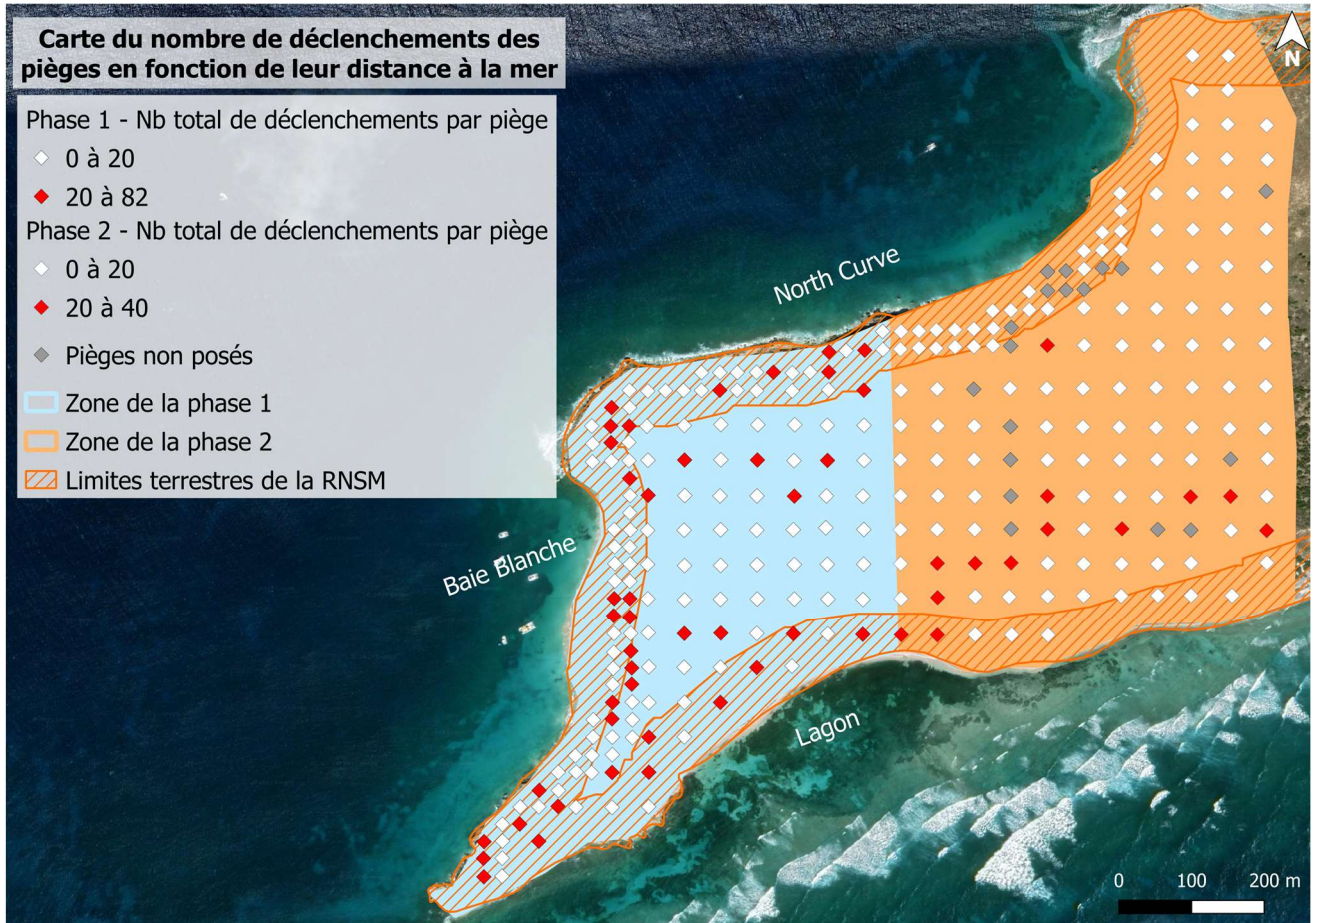 Carte du nombre de déclenchements des
pièges en fonction de leur distance à la mer
Phase 1 - Nb total de déclenchements par piège
0 à 20
20 à 82
Phase 2 - Nb total de déclenchements par piège
0 à 20
20 à 40
Pièges non posés
Zone de la phase 1
Zone de la phase 2
Limites terrestres de la RNSM
N
North Curve
Baie Blanche
Lagon
0 100 200 m